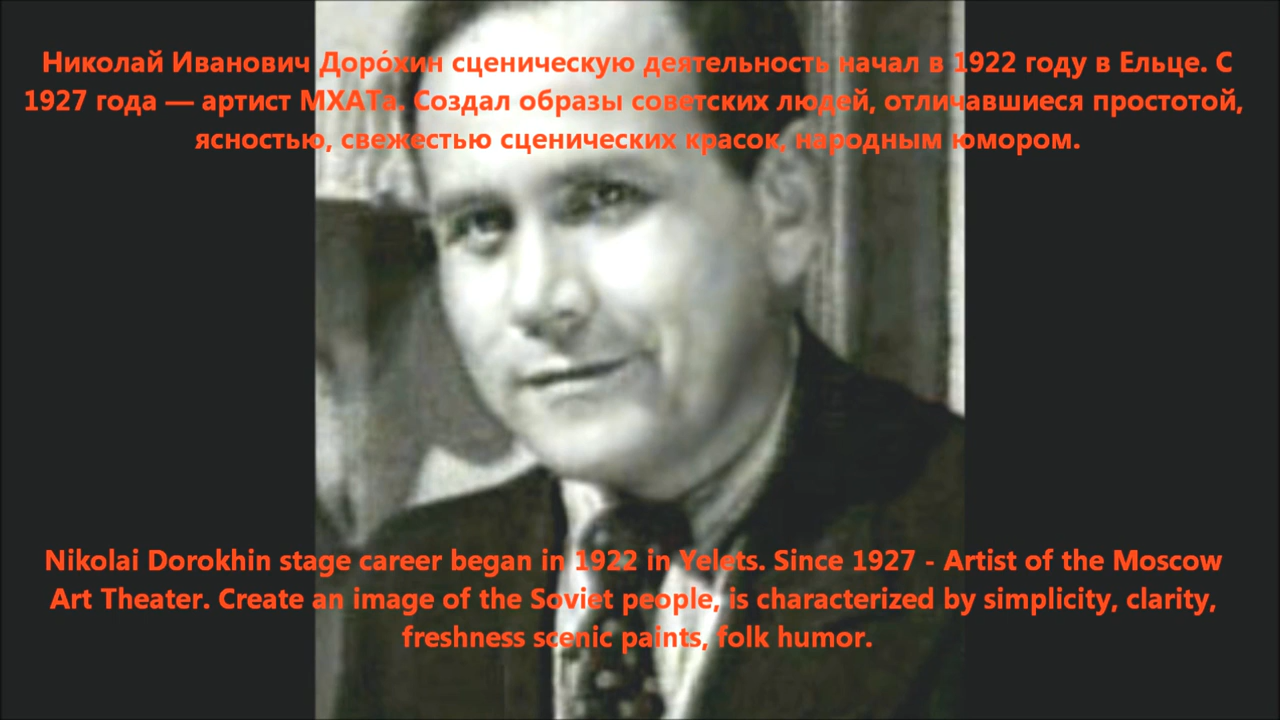 Николай Иванович Доро́хин сценическую деятельность начал в 1922 году в Ельце. С
1927 года — артист МХАТа. Создал образы советских людей, отличавшиеся простотой,
ясностью, свежестью сценических красок, народным юмором.
Nikolai Dorokhin stage career began in 1922 in Yelets. Since 1927 - Artist of the Moscow
Art Theater. Create an image of the Soviet people, is characterized by simplicity, clarity,
freshness scenic paints, folk humor.